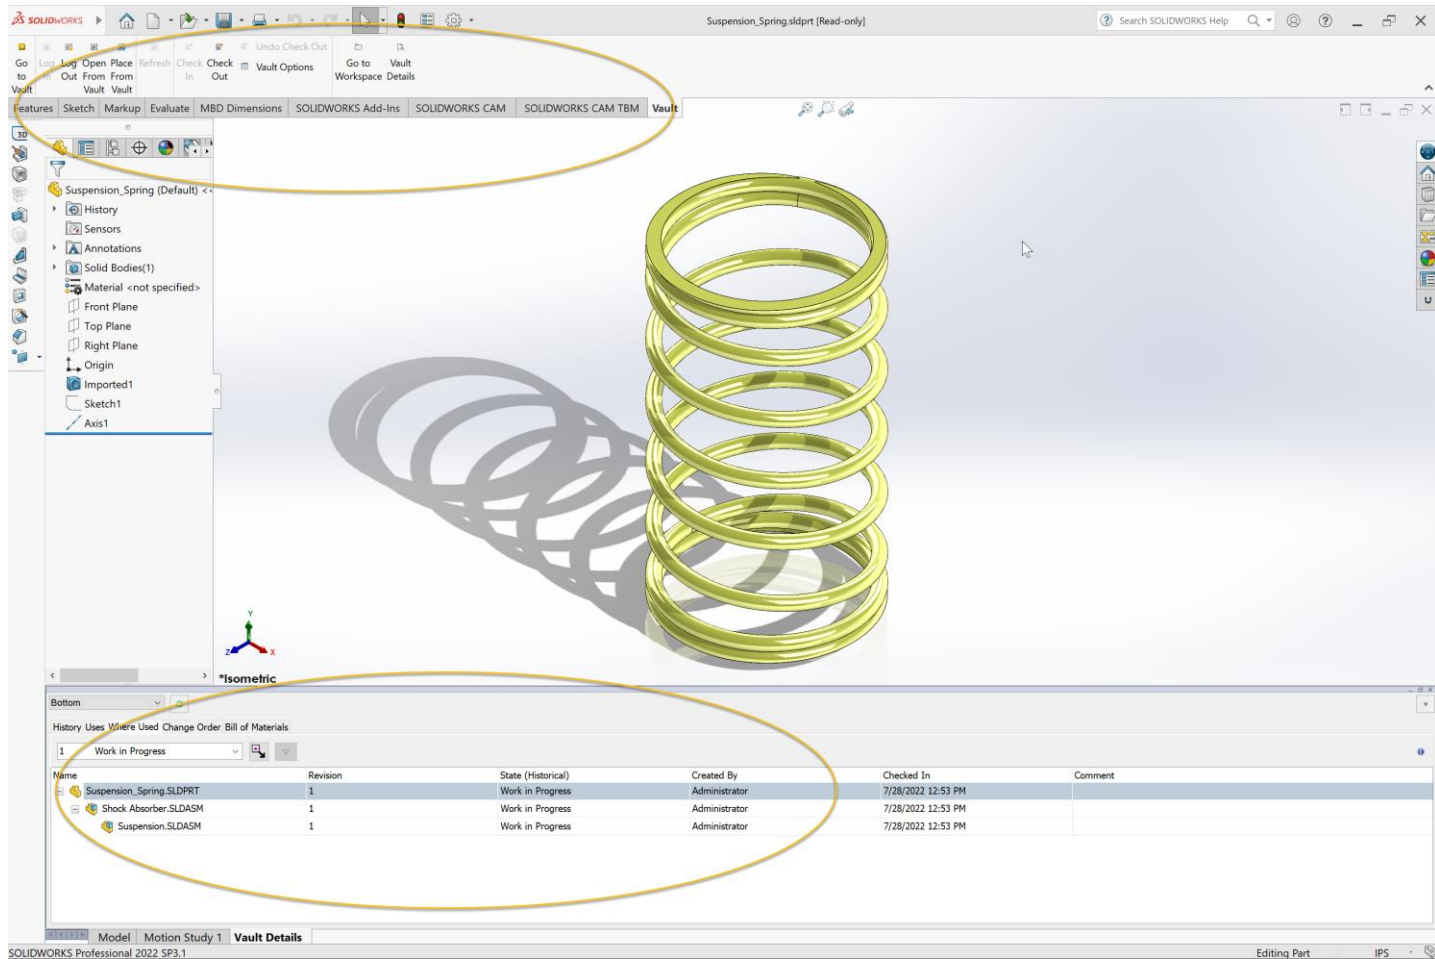 SOLIDWORKS
Suspension_Spring.sldprt [Read-only]
Search SOLIDWORKS Help
Go to Vault
Log In
Log Out
Open From Vault
Place From Vault
Refresh
Check In
Check Out
Undo Check Out
Vault Options
Go to Workspace
Vault Details
Features Sketch Markup Evaluate MBD Dimensions SOLIDWORKS Add-Ins SOLIDWORKS CAM SOLIDWORKS CAM TBM Vault
3D
Suspension_Spring (Default) <<
History
Sensors
Annotations
Solid Bodies(1)
Material <not specified>
Front Plane
Top Plane
Right Plane
Origin
Imported1
Sketch1
Axis1
Y
Z X
*Isometric
Bottom
History Uses Where Used Change Order Bill of Materials
1 Work in Progress
Name Revision State (Historical) Created By Checked In Comment
Suspension_Spring.SLDPRT 1 Work in Progress Administrator 7/28/2022 12:53 PM
Shock Absorber.SLDASM 1 Work in Progress Administrator 7/28/2022 12:53 PM
Suspension.SLDASM 1 Work in Progress Administrator 7/28/2022 12:53 PM
Model Motion Study 1 Vault Details
SOLIDWORKS Professional 2022 SP3.1
Editing Part IPS